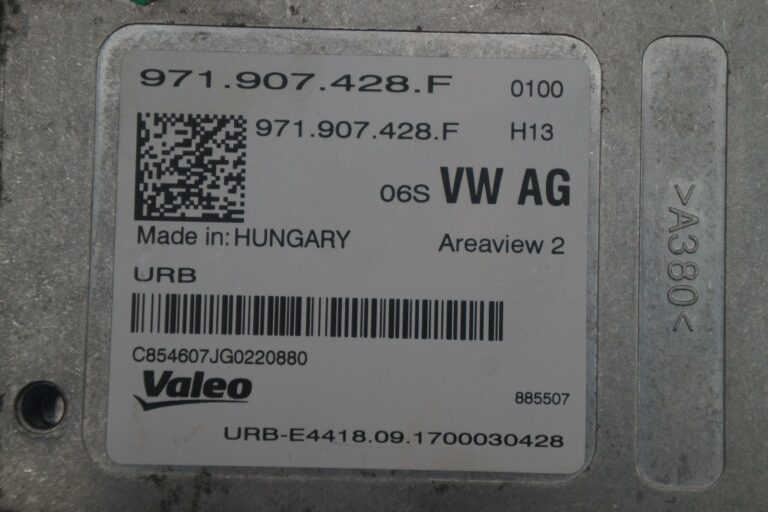 971.907.428.F 0100
971.907.428.F H13
06S VW AG
Made in: HUNGARY Areaview 2
URB
C854607JG0220880
Valeo 885507
URB-E4418.09.1700030428
>A380<